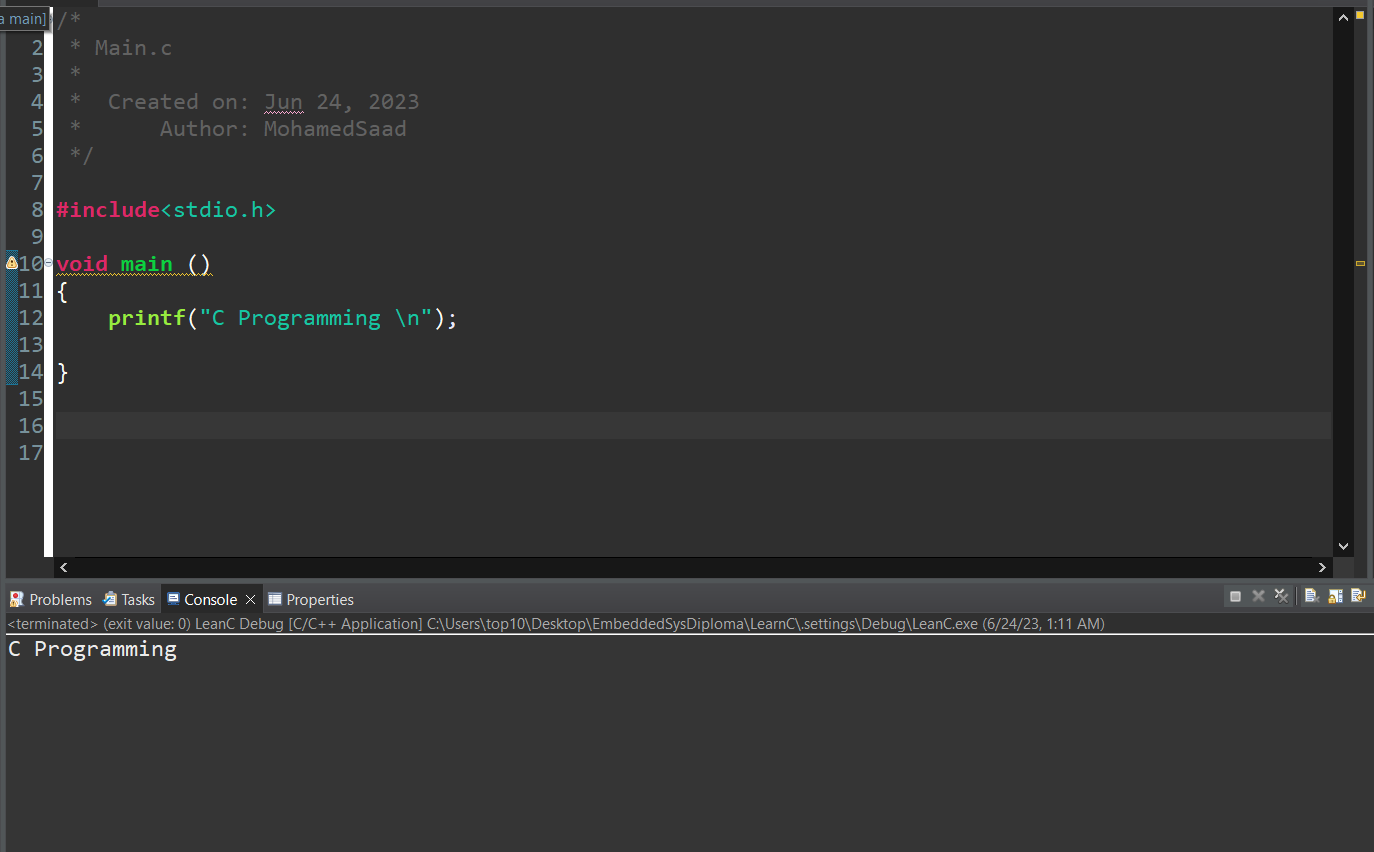 a main]
/*
2 * Main.c
3 *
4 *  Created on: Jun 24, 2023
5 *      Author: MohamedSaad
6 */
7
8 #include<stdio.h>
9
10 void main ()
11 {
12     printf("C Programming \n");
13
14 }
15
16
17
Problems Tasks Console Properties
<terminated> (exit value: 0) LeanC Debug [C/C++ Application] C:\Users\top10\Desktop\EmbeddedSysDiploma\LearnC\.settings\Debug\LeanC.exe (6/24/23, 1:11 AM)
C Programming